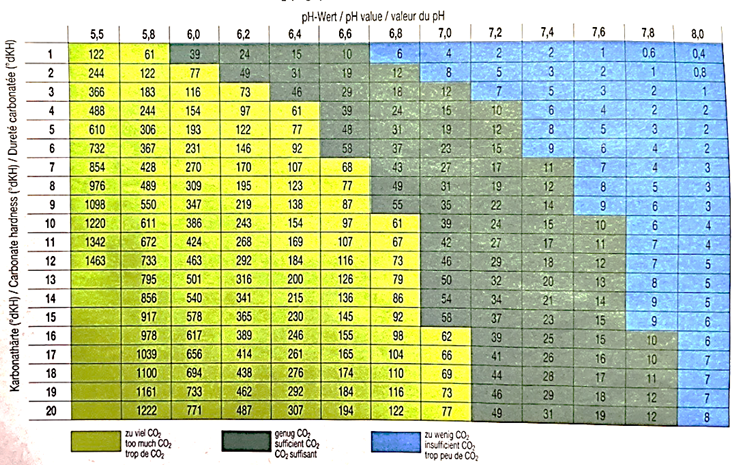 pH-Wert / pH value / valeur du pH
5,5 5,8 6,0 6,2 6,4 6,6 6,8 7,0 7,2 7,4 7,6 7,8 8,0
Karbonathärte (°dKH) / Carbonate hardness (°dKH) / Dureté carbonatée (°dKH)
1 122 61 39 24 15 10 6 4 2 2 1 0,6 0,4
2 244 122 77 49 31 19 12 8 5 3 2 1 0,8
3 366 183 116 73 46 29 18 12 7 5 3 2 1
4 488 244 154 97 61 39 24 15 10 6 4 2 2
5 610 306 193 122 77 48 31 19 12 8 5 3 2
6 732 367 231 146 92 58 37 23 15 9 6 4 2
7 854 428 270 170 107 68 43 27 17 11 7 4 3
8 976 489 309 195 123 77 49 31 19 12 8 5 3
9 1098 550 347 219 138 87 55 35 22 14 9 6 3
10 1220 611 386 243 154 97 61 39 24 15 10 6 4
11 1342 672 424 268 169 107 67 42 27 17 11 7 4
12 1463 733 463 292 184 116 73 46 29 18 12 7 5
13 795 501 316 200 126 79 50 32 20 13 8 5
14 856 540 341 215 136 86 54 34 21 14 9 5
15 917 578 365 230 145 92 58 37 23 15 9 6
16 978 617 389 246 155 98 62 39 25 15 10 6
17 1039 656 414 261 165 104 66 41 26 16 10 7
18 1100 694 438 276 174 110 69 44 28 17 11 7
19 1161 733 462 292 184 116 73 46 29 18 12 7
20 1222 771 487 307 194 122 77 49 31 19 12 8
zu viel CO₂
too much CO₂
trop de CO₂
genug CO₂
sufficient CO₂
CO₂ suffisant
zu wenig CO₂
insufficient CO₂
trop peu de CO₂